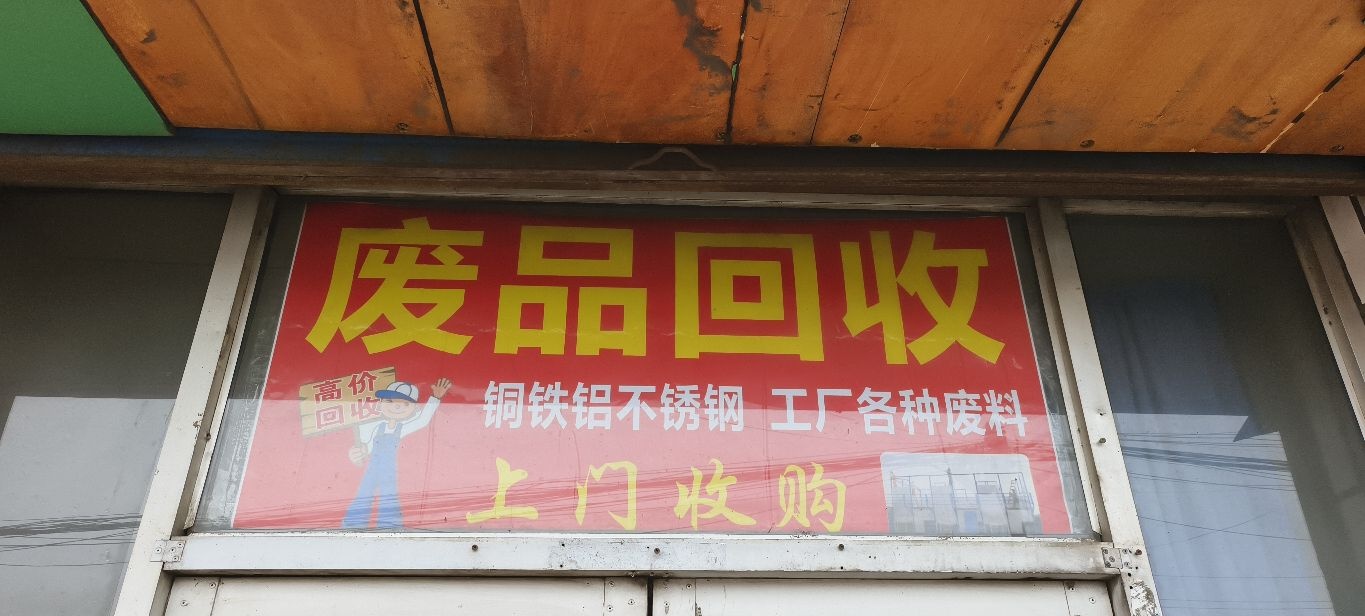 废品回收
高价
回收
铜铁铝不锈钢 工厂各种废料
上门收购